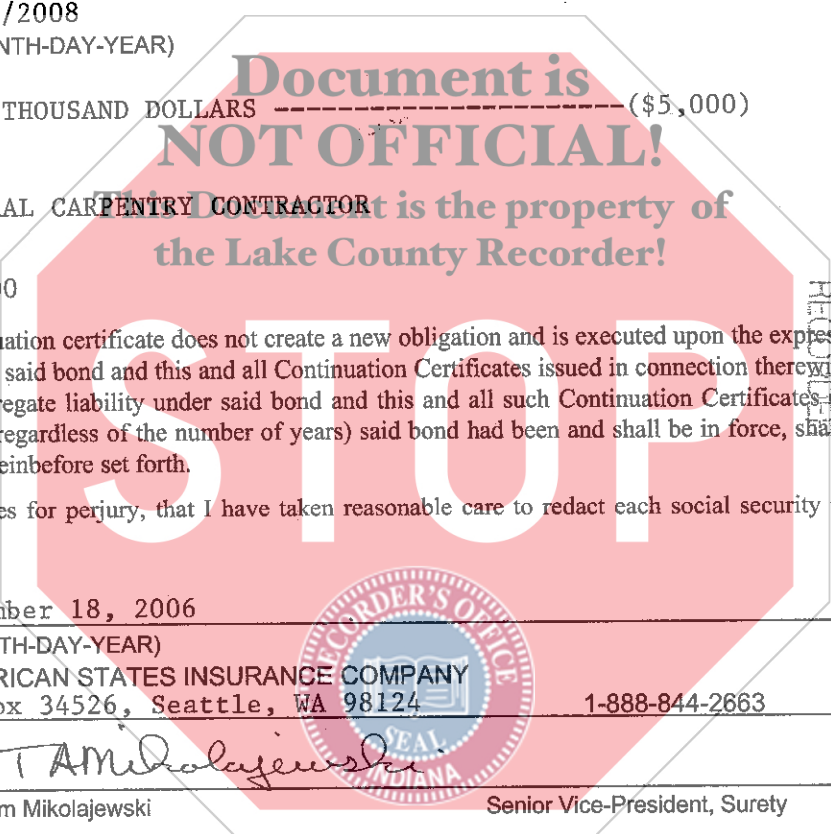 /2008
NTH-DAY-YEAR)
Document is
THOUSAND DOLLARS ------------------------------($5,000)
NOT OFFICIAL!
AL CARPENTRY CONTRACTOR
This Document is the property of
the Lake County Recorder!
0
uation certificate does not create a new obligation and is executed upon the expres
said bond and this and all Continuation Certificates issued in connection therewi
regate liability under said bond and this and all such Continuation Certificates
regardless of the number of years) said bond had been and shall be in force, sha
einbefore set forth.
STOP
es for perjury, that I have taken reasonable care to redact each social security
mber 18, 2006
TH-DAY-YEAR)
RICAN STATES INSURANCE COMPANY
ox 34526, Seattle, WA 98124 1-888-844-2663
RECORDER'S OFFICE
SEAL
INDIANA
TAMikolajewski
m Mikolajewski Senior Vice-President, Surety